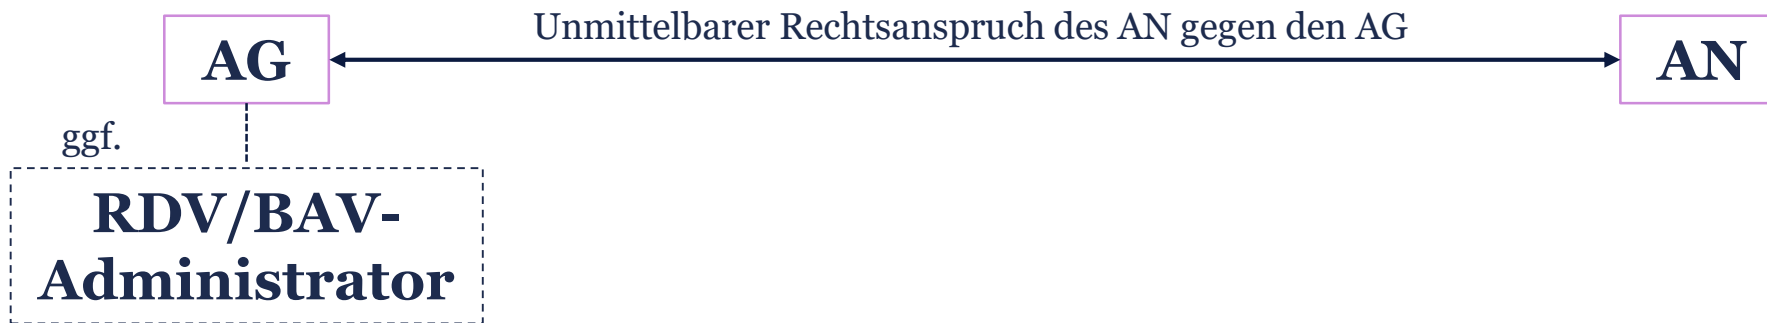 Unmittelbarer Rechtsanspruch des AN gegen den AG
AG
AN
ggf.
RDV/BAV-
Administrator